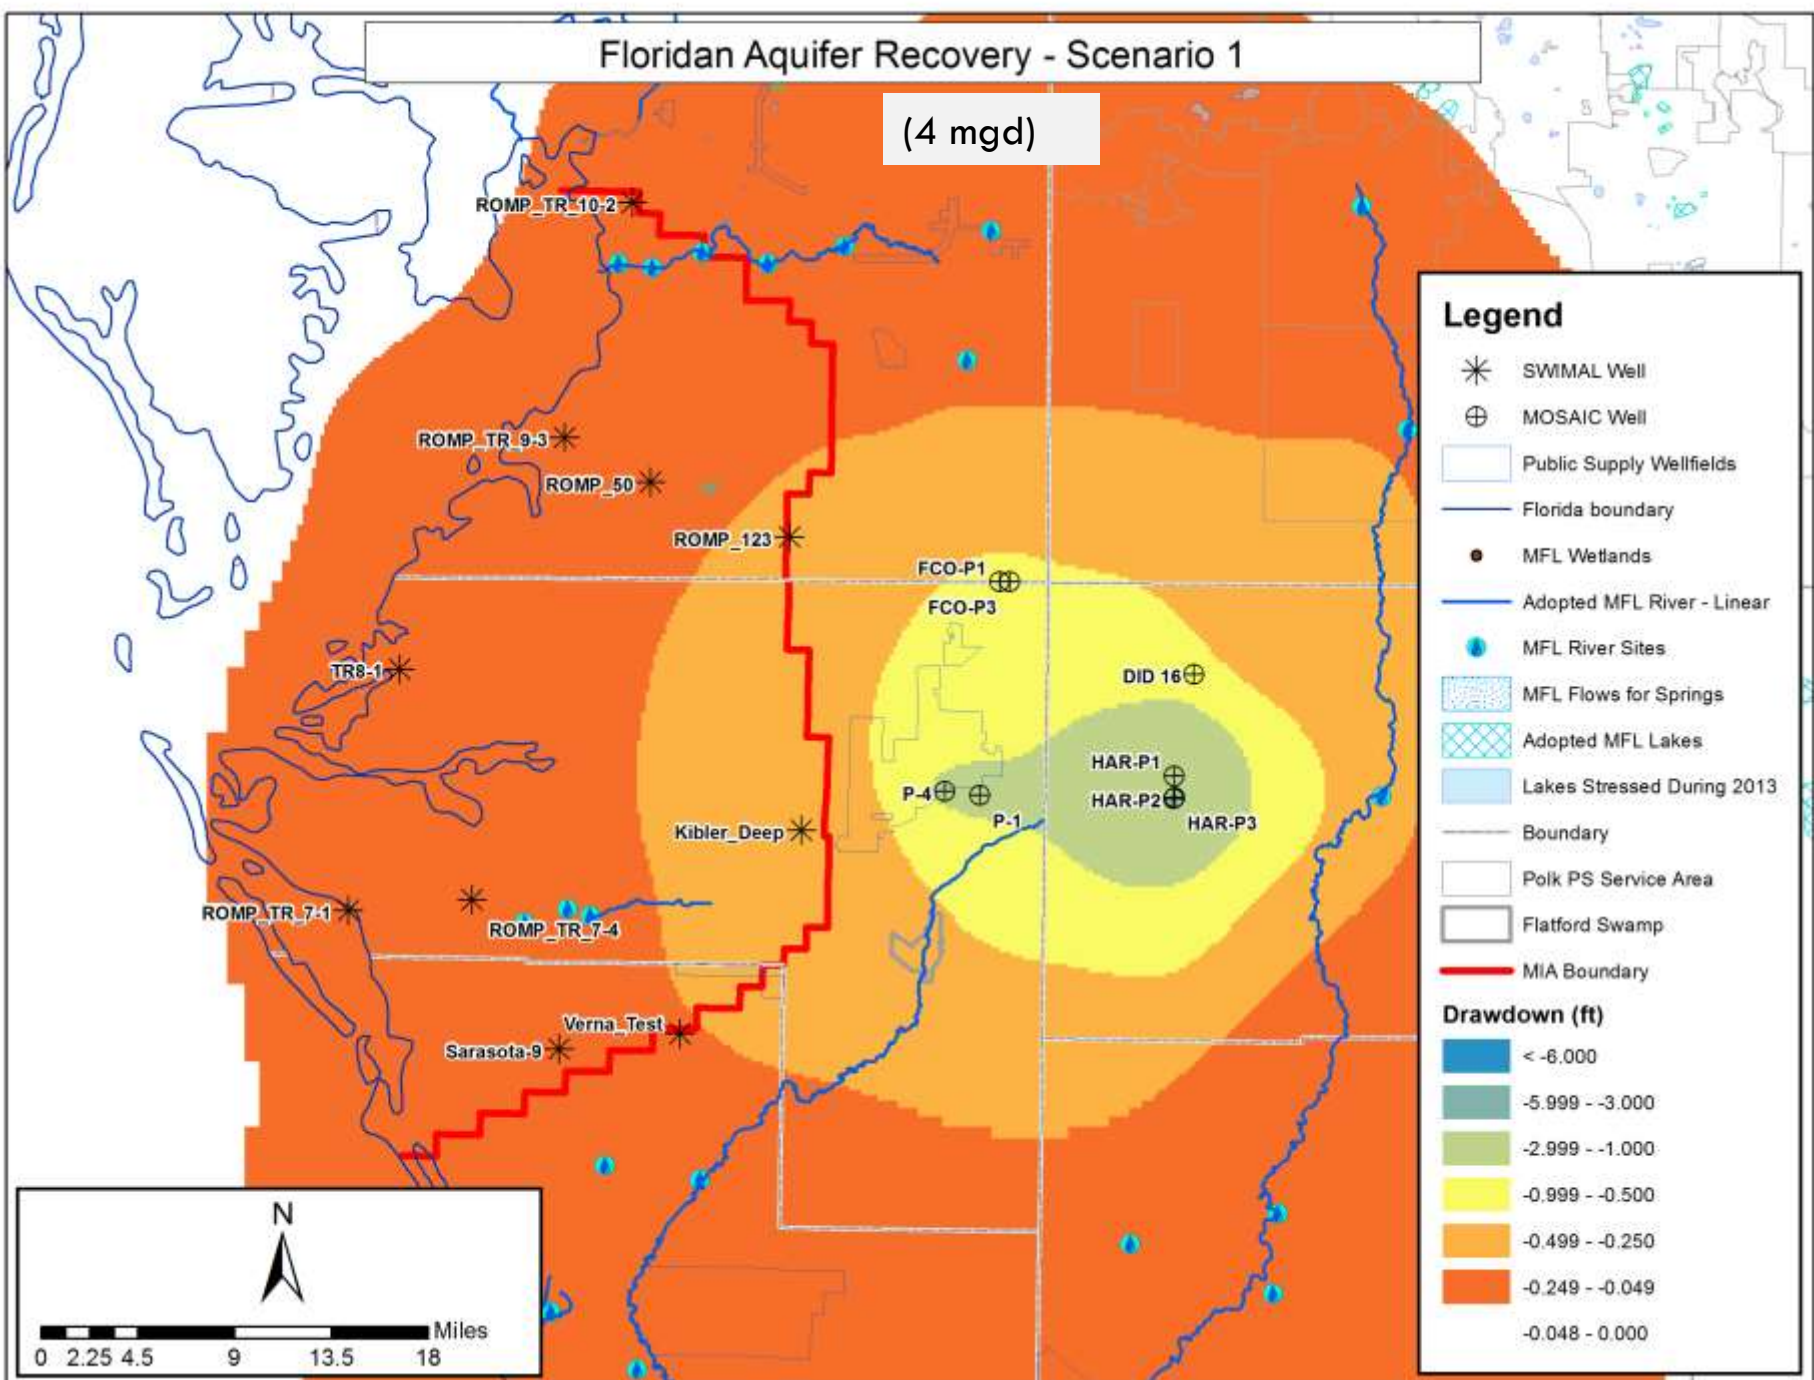 Floridan Aquifer Recovery - Scenario 1
(4 mgd)
ROMP_TR_10-2
ROMP_TR_9-3
ROMP_50
ROMP_123
FCO-P1
FCO-P3
TR8-1
DID 16
HAR-P1
P-4
HAR-P2
P-1
HAR-P3
Kibler_Deep
ROMP_TR_7-1
ROMP_TR_7-4
Verna_Test
Sarasota-9
Legend
SWIMAL Well
MOSAIC Well
Public Supply Wellfields
Florida boundary
MFL Wetlands
Adopted MFL River - Linear
MFL River Sites
MFL Flows for Springs
Adopted MFL Lakes
Lakes Stressed During 2013
Boundary
Polk PS Service Area
Flatford Swamp
MIA Boundary
Drawdown (ft)
< -6.000
-5.999 - -3.000
-2.999 - -1.000
-0.999 - -0.500
-0.499 - -0.250
-0.249 - -0.049
-0.048 - 0.000
N
Miles
0 2.25 4.5 9 13.5 18